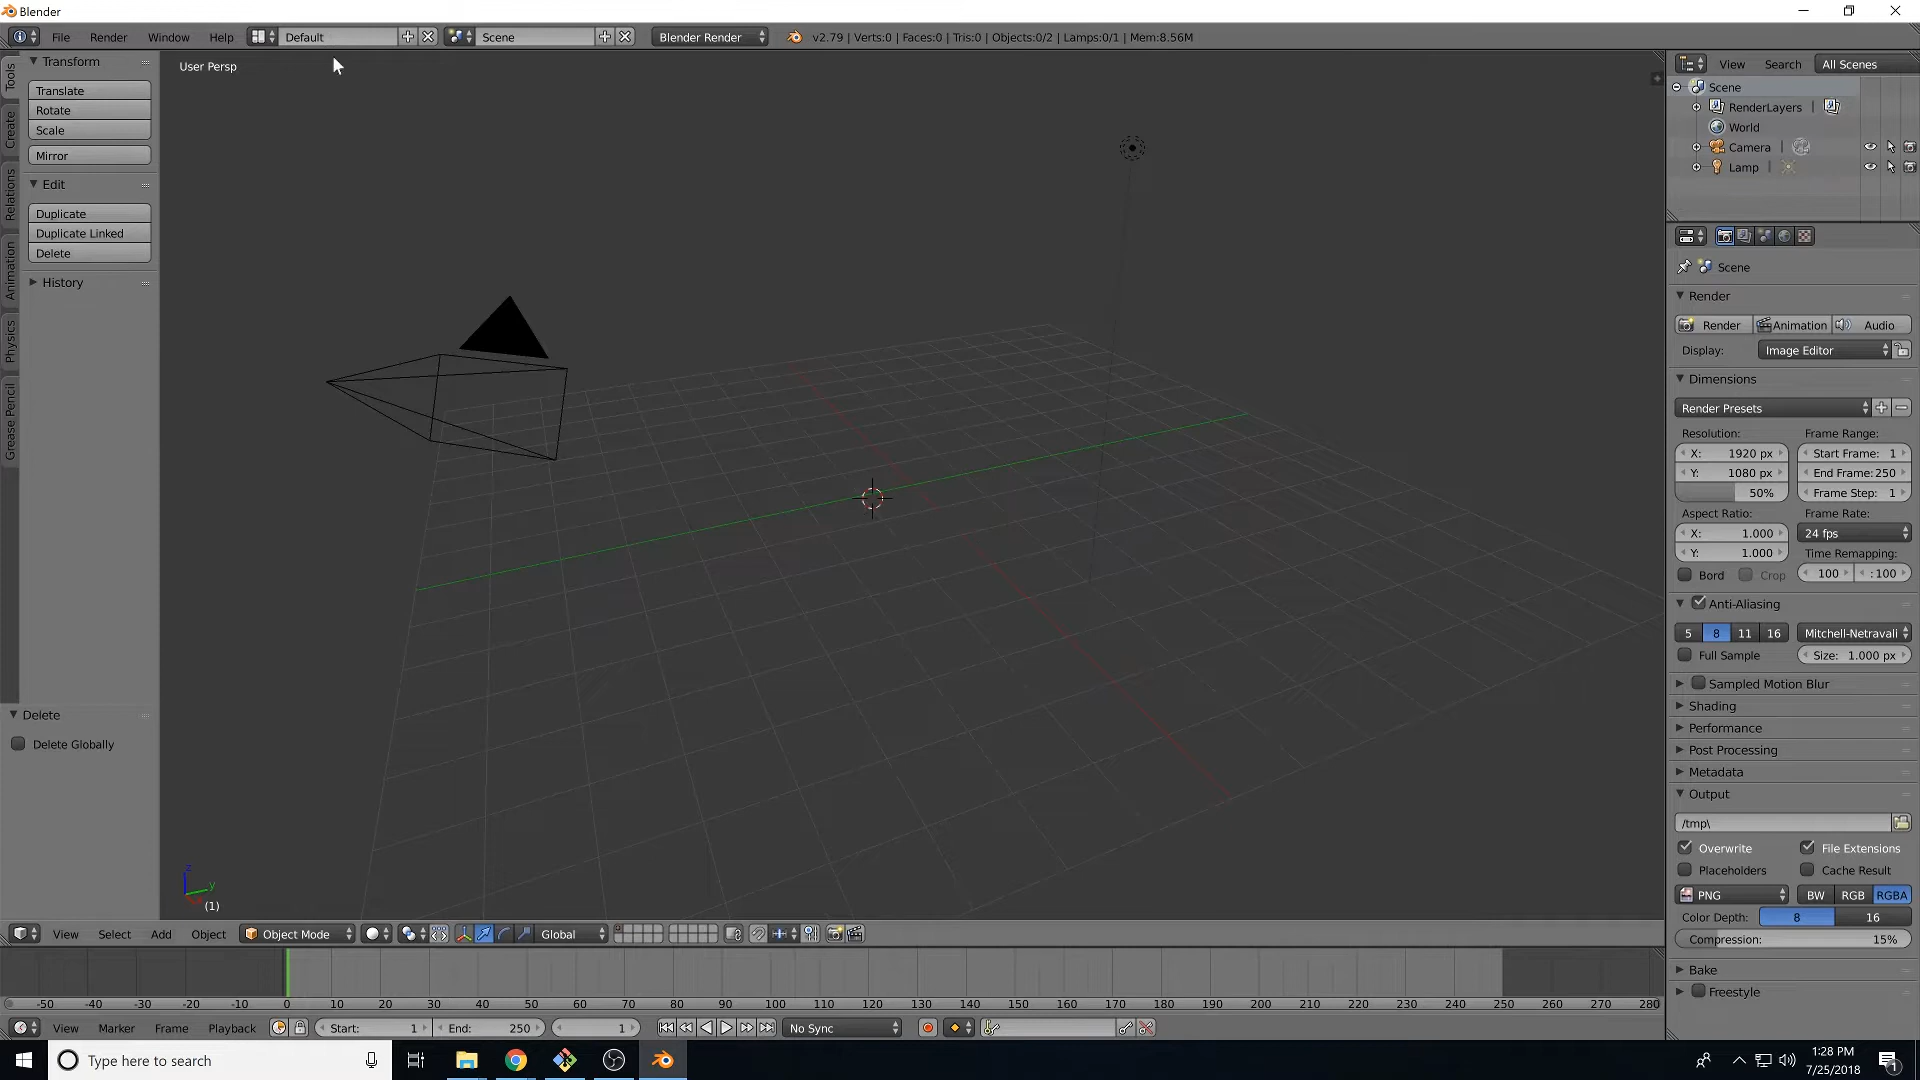 Blender
File Render Window Help Default Scene Blender Render v2.79 | Verts:0 | Faces:0 | Tris:0 | Objects:0/2 | Lamps:0/1 | Mem:8.56M
Tools
Create
Relations
Animation
Physics
Grease Pencil
Transform
Translate
Rotate
Scale
Mirror
Edit
Duplicate
Duplicate Linked
Delete
History
Delete
Delete Globally
User Persp
z
y
(1)
View Search All Scenes
Scene
RenderLayers |
World
Camera |
Lamp |
Scene
Render
Render Animation Audio
Display: Image Editor
Dimensions
Render Presets
Resolution: Frame Range:
X: 1920 px Start Frame: 1
Y: 1080 px End Frame: 250
50% Frame Step: 1
Aspect Ratio: Frame Rate:
X: 1.000 24 fps
Y: 1.000 Time Remapping:
Bord Crop 100 : 100
Anti-Aliasing
5 8 11 16 Mitchell-Netravali
Full Sample Size: 1.000 px
Sampled Motion Blur
Shading
Performance
Post Processing
Metadata
Output
/tmp\
Overwrite File Extensions
Placeholders Cache Result
PNG BW RGB RGBA
Color Depth: 8 16
Compression: 15%
Bake
Freestyle
View Select Add Object Object Mode Global
-50 -40 -30 -20 -10 0 10 20 30 40 50 60 70 80 90 100 110 120 130 140 150 160 170 180 190 200 210 220 230 240 250 260 270 280
View Marker Frame Playback Start: 1 End: 250 1 No Sync
Type here to search
1:28 PM
7/25/2018
1